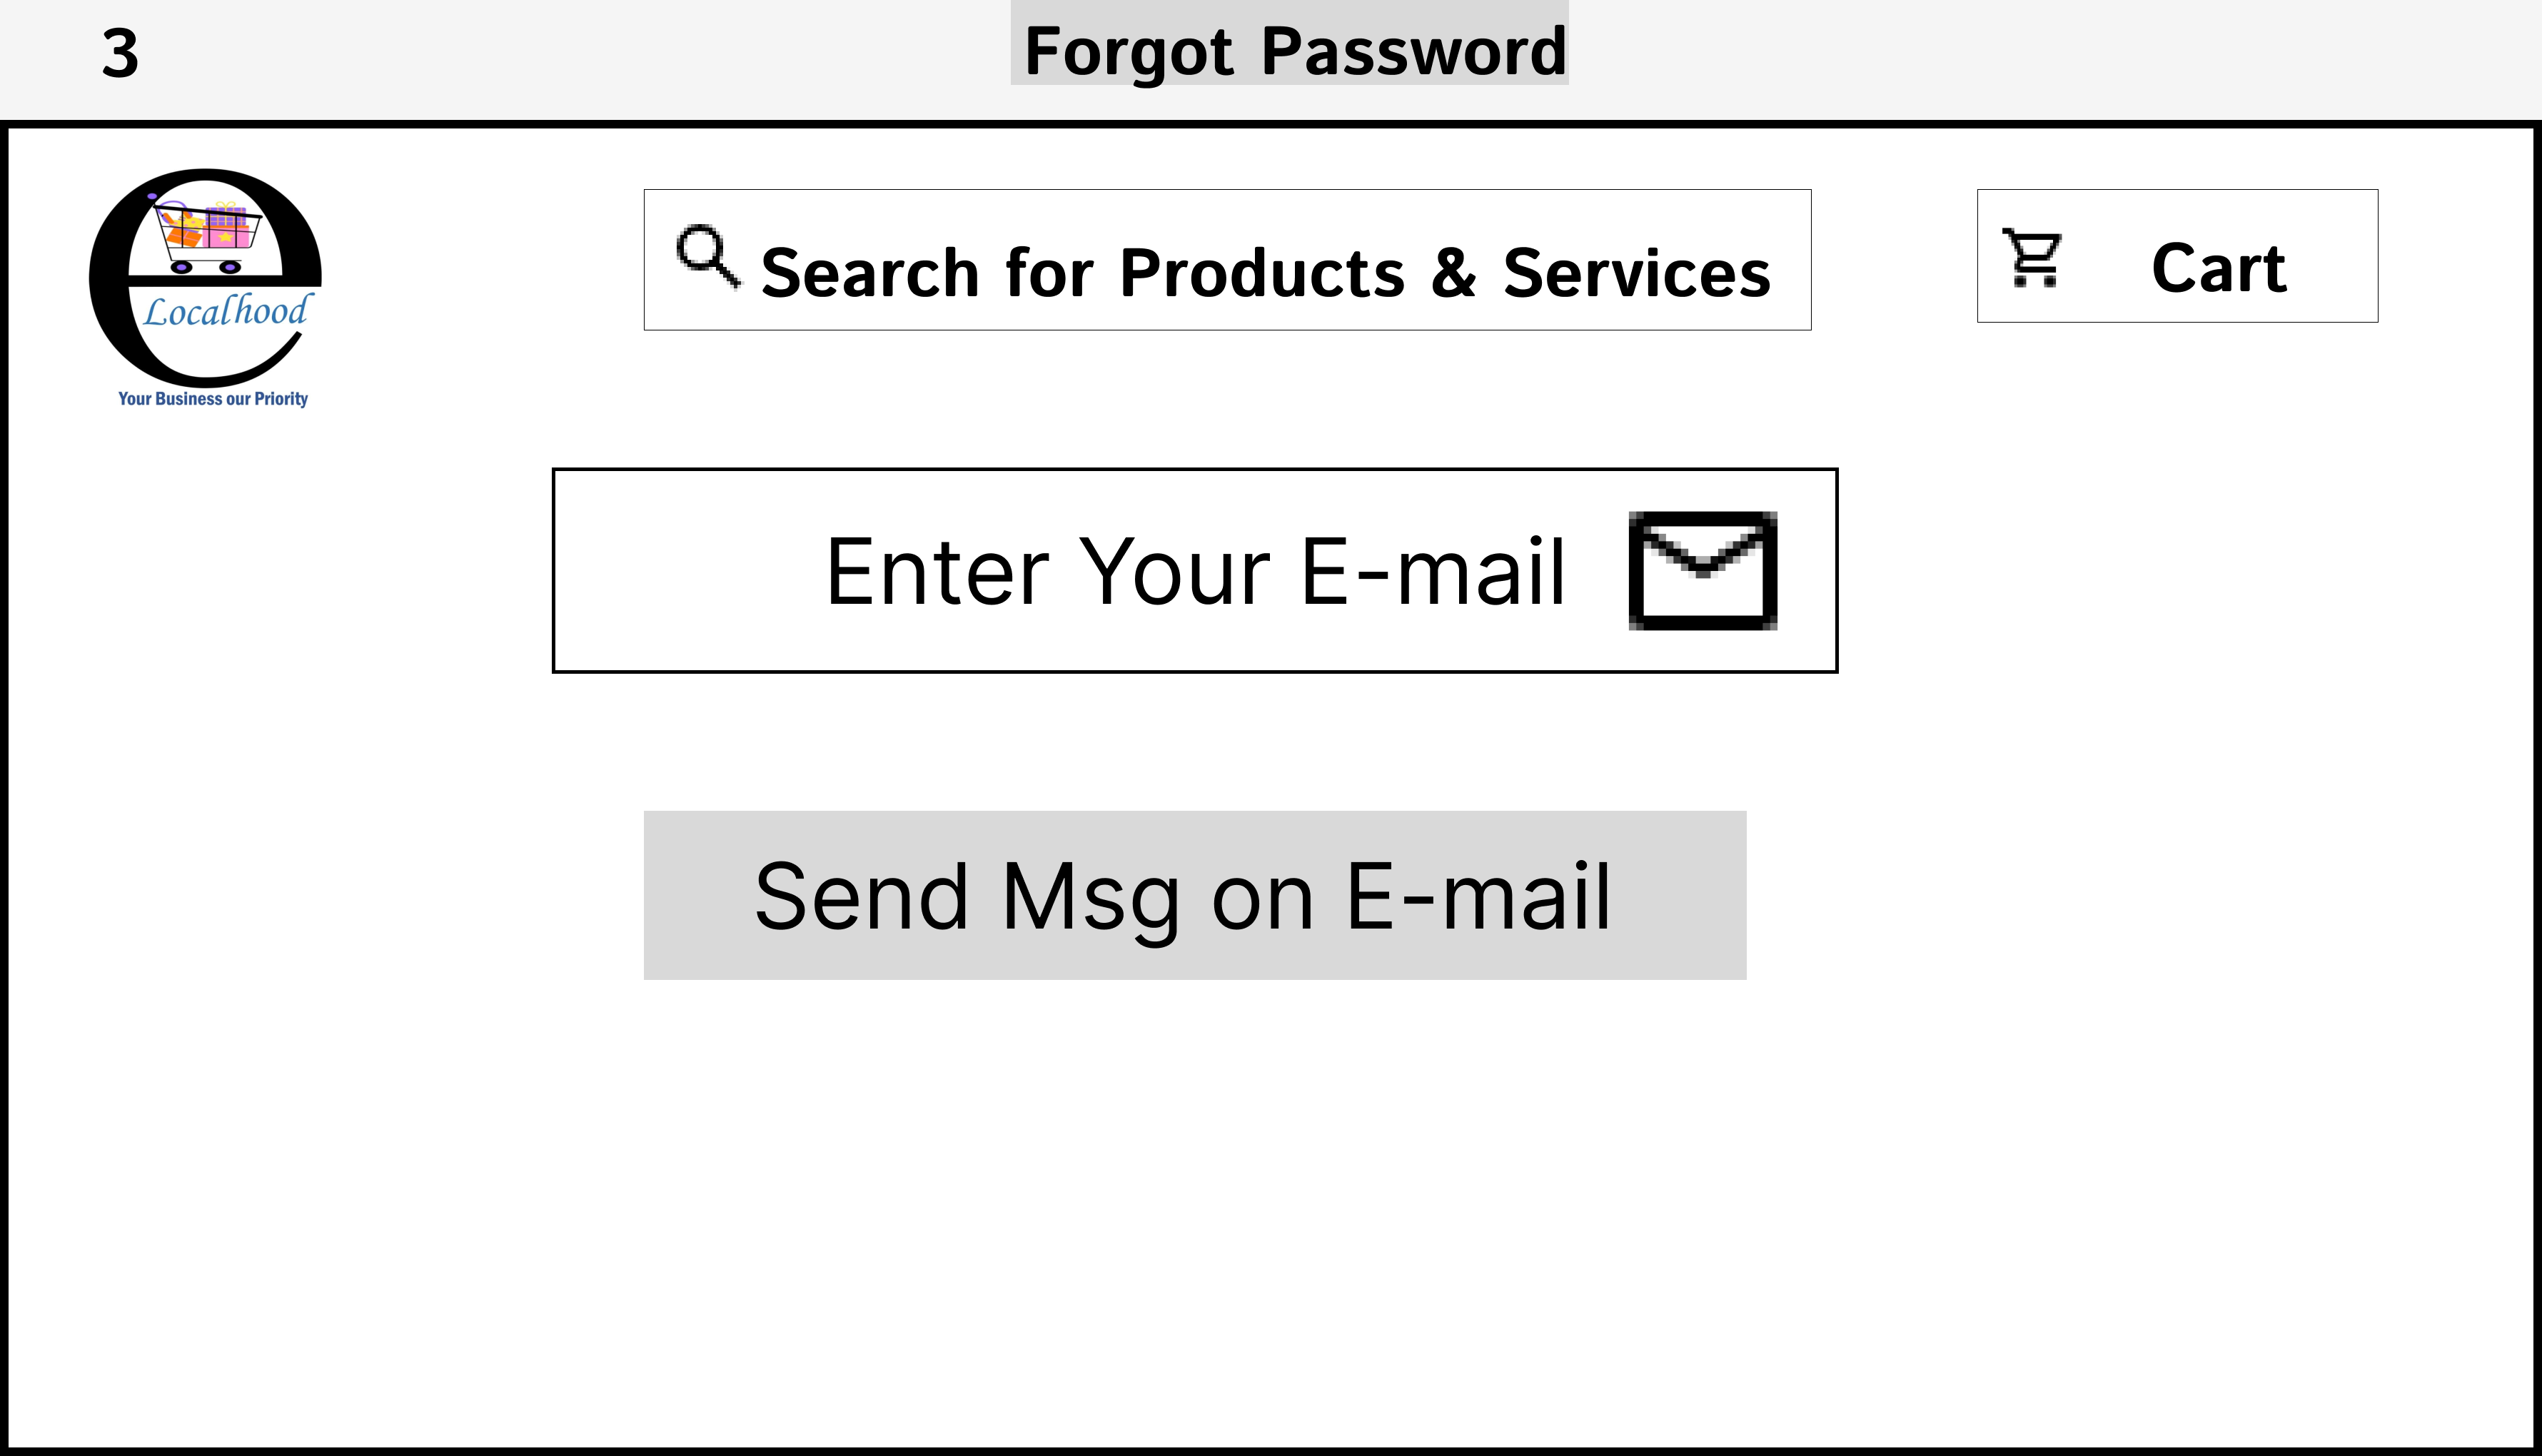 3
Forgot Password
Search for Products & Services
Cart
e
Localhood
Your Business our Priority
Enter Your E-mail
Send Msg on E-mail